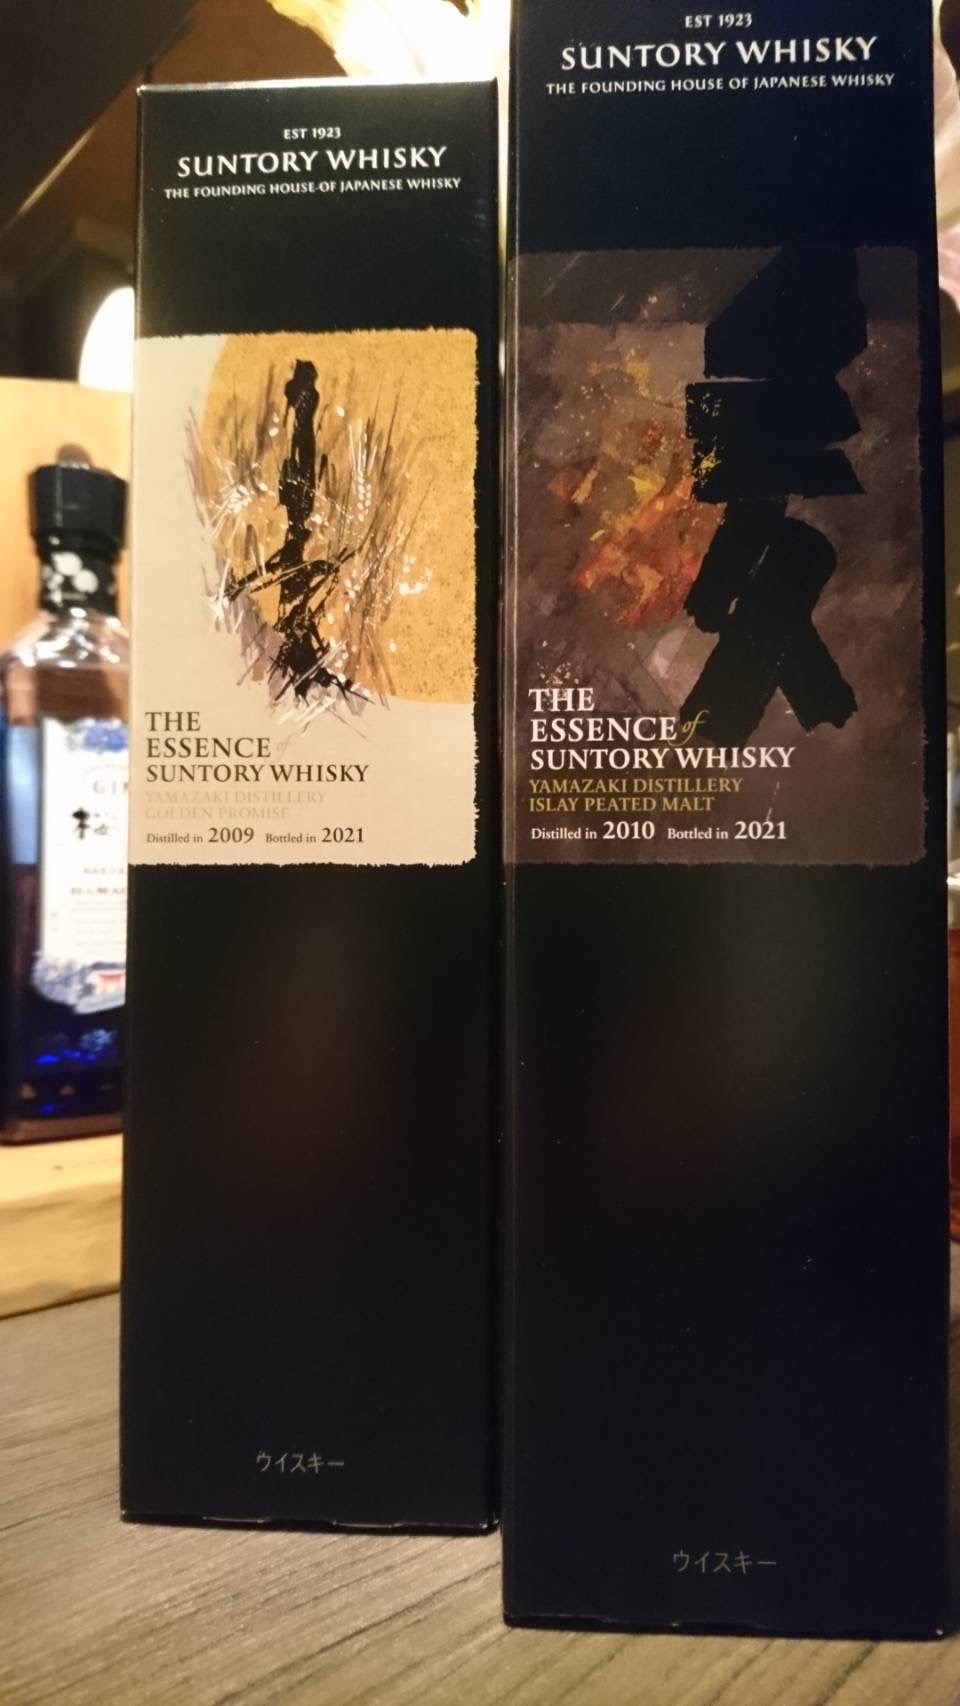 EST 1923
SUNTORY WHISKY
THE FOUNDING HOUSE OF JAPANESE WHISKY
THE
ESSENCE of
SUNTORY WHISKY
YAMAZAKI DISTILLERY
GOLDEN PROMISE
Distilled in 2009 Bottled in 2021
ウイスキー
EST 1923
SUNTORY WHISKY
THE FOUNDING HOUSE OF JAPANESE WHISKY
THE
ESSENCE of
SUNTORY WHISKY
YAMAZAKI DISTILLERY
ISLAY PEATED MALT
Distilled in 2010 Bottled in 2021
ウイスキー